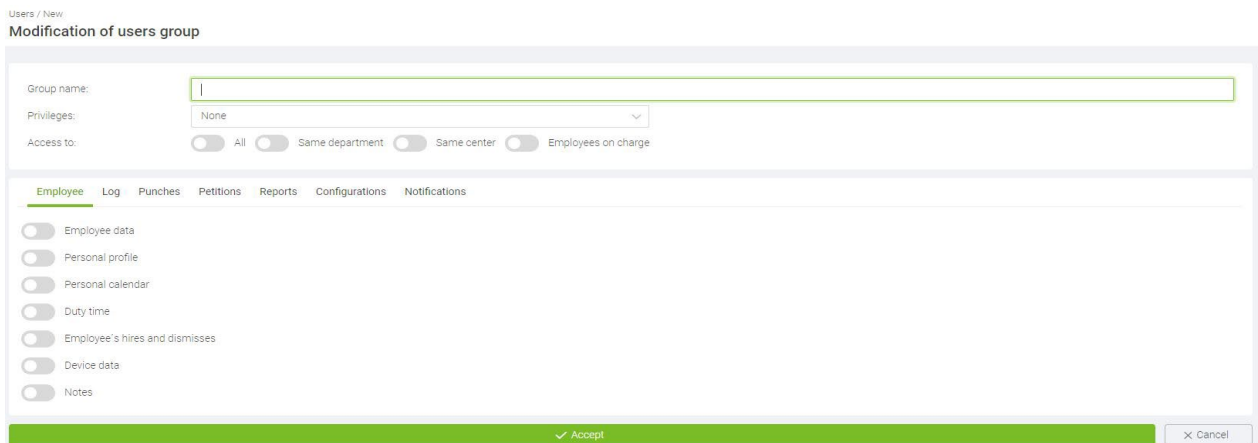 Users / New
Modification of users group
Group name:
Privileges: None
Access to: All Same department Same center Employees on charge
Employee Log Punches Petitions Reports Configurations Notifications
Employee data
Personal profile
Personal calendar
Duty time
Employee´s hires and dismisses
Device data
Notes
Accept Cancel